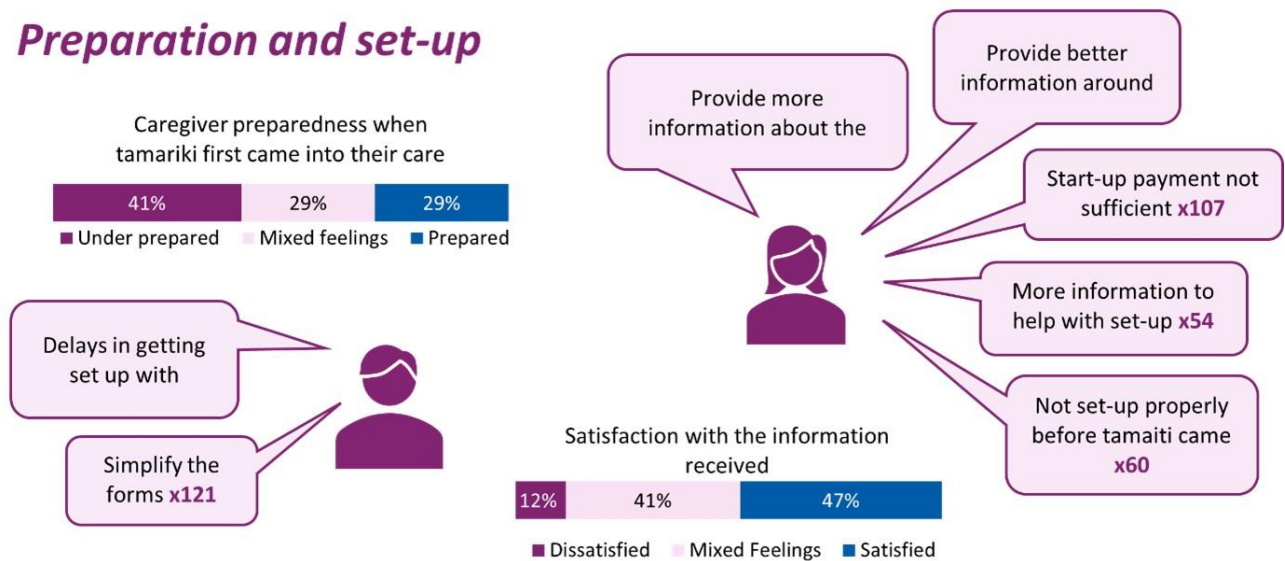 Preparation and set-up
Caregiver preparedness when
tamariki first came into their care
41% 29% 29%
Under prepared Mixed feelings Prepared
Delays in getting
set up with
Simplify the
forms x121
Provide more
information about the
Provide better
information around
Start-up payment not
sufficient x107
More information to
help with set-up x54
Not set-up properly
before tamaiti came
x60
Satisfaction with the information
received
12% 41% 47%
Dissatisfied Mixed Feelings Satisfied